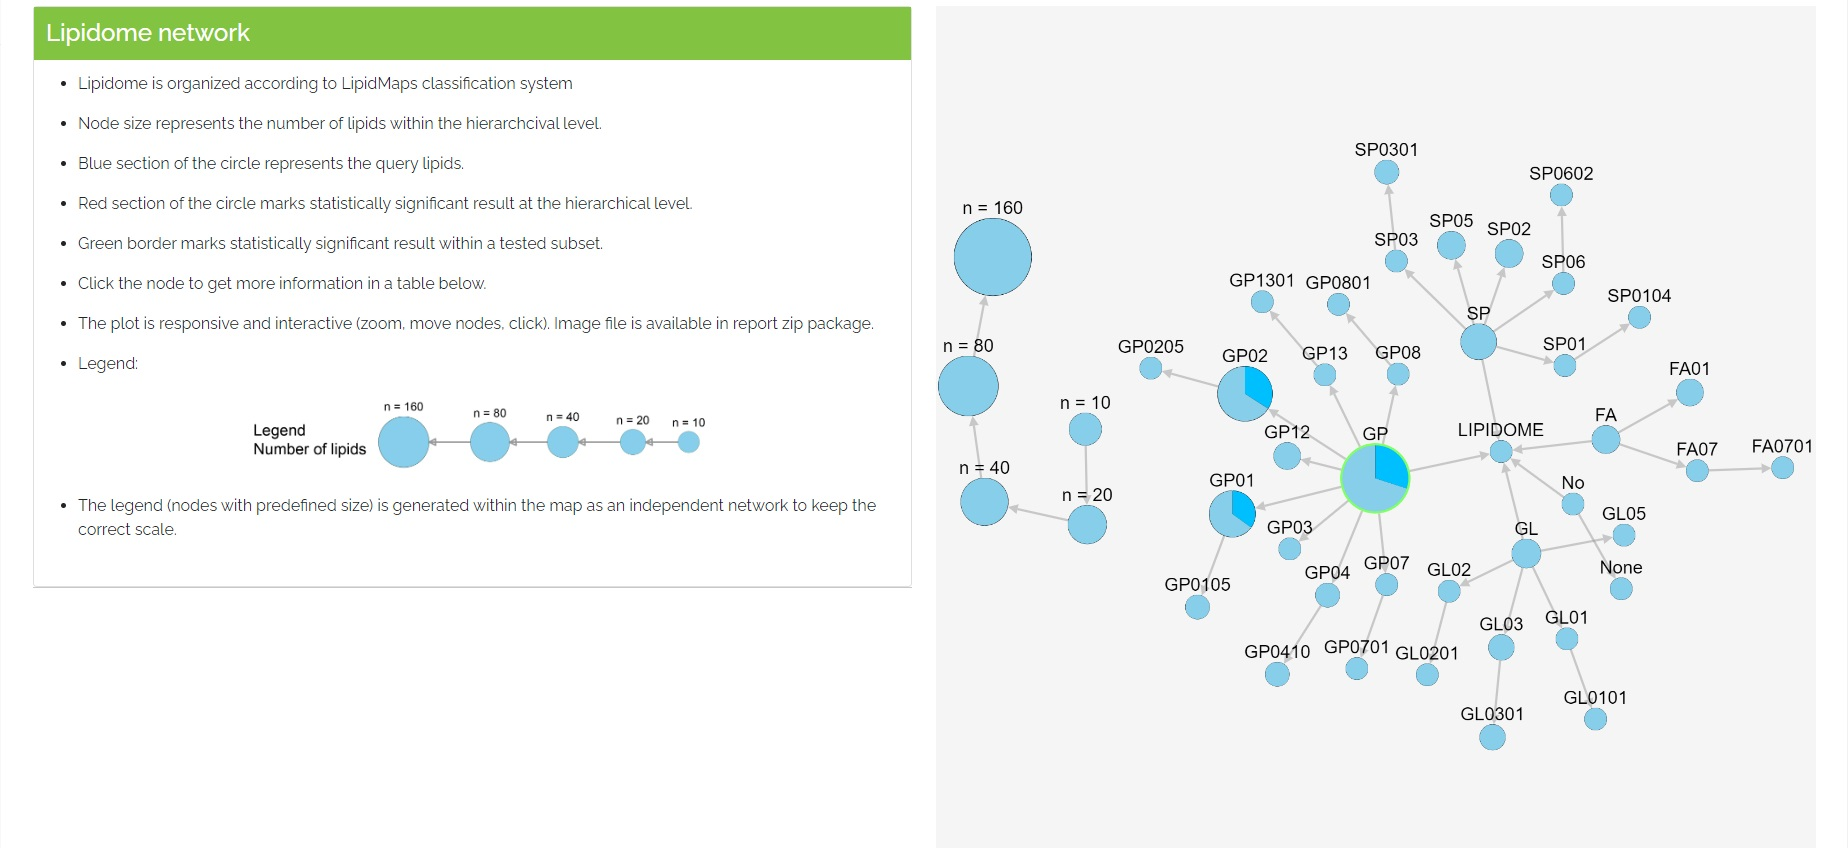 Lipidome network
Lipidome is organized according to LipidMaps classification system
Node size represents the number of lipids within the hierarchcival level.
Blue section of the circle represents the query lipids.
Red section of the circle marks statistically significant result at the hierarchical level.
Green border marks statistically significant result within a tested subset.
Click the node to get more information in a table below.
The plot is responsive and interactive (zoom, move nodes, click). Image file is available in report zip package.
Legend:
Legend
Number of lipids
n = 160
n = 80
n = 40
n = 20
n = 10
The legend (nodes with predefined size) is generated within the map as an independent network to keep the
correct scale.
n = 160
n = 80
n = 10
n = 40
n = 20
SP0301
SP0602
SP05
SP02
SP03
SP06
GP1301
GP0801
SP0104
SP
GP0205
GP02
GP13
GP08
SP01
FA01
GP12
GP
LIPIDOME
FA
FA07
FA0701
GP01
No
GP03
GL
GL05
GP0105
GP04
GP07
GL02
None
GL03
GL01
GP0410
GP0701
GL0201
GL0301
GL0101